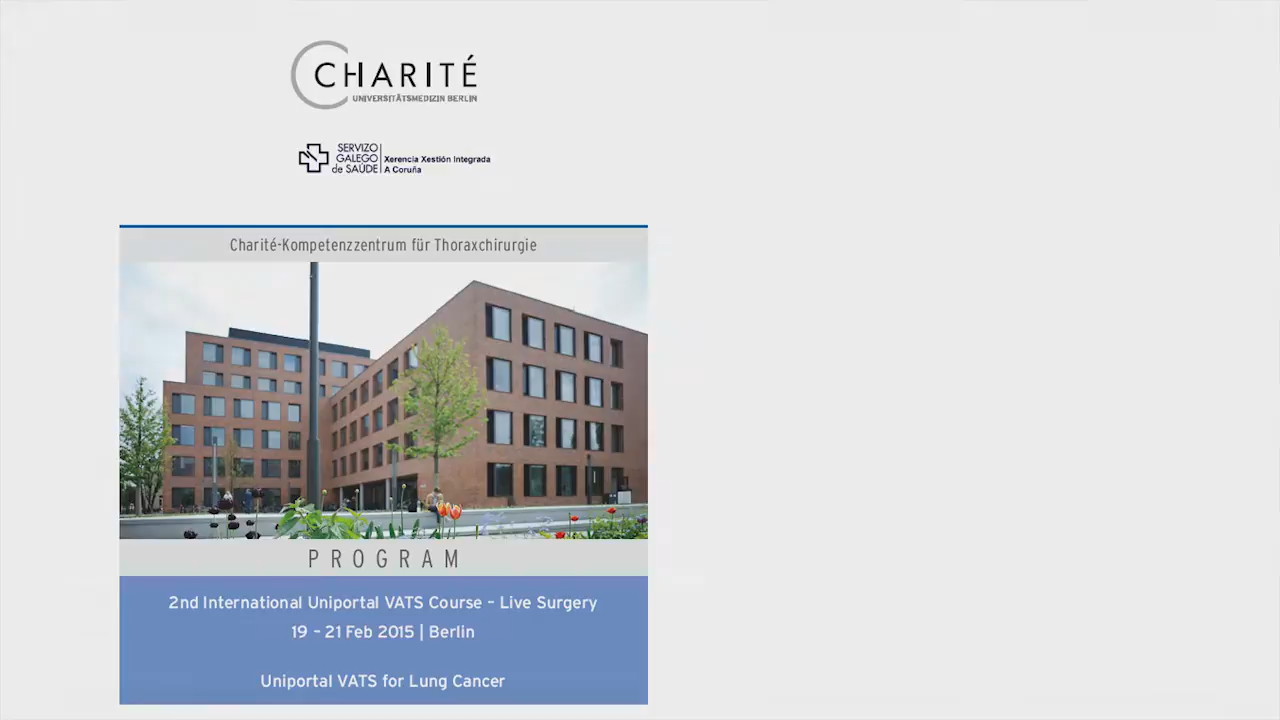 CHARITÉ
UNIVERSITÄTSMEDIZIN BERLIN
SERVIZO
GALEGO
de SAÚDE
Xerencia Xestión Integrada
A Coruña
Charité-Kompetenzzentrum für Thoraxchirurgie
PROGRAM
2nd International Uniportal VATS Course – Live Surgery
19 – 21 Feb 2015 | Berlin
Uniportal VATS for Lung Cancer